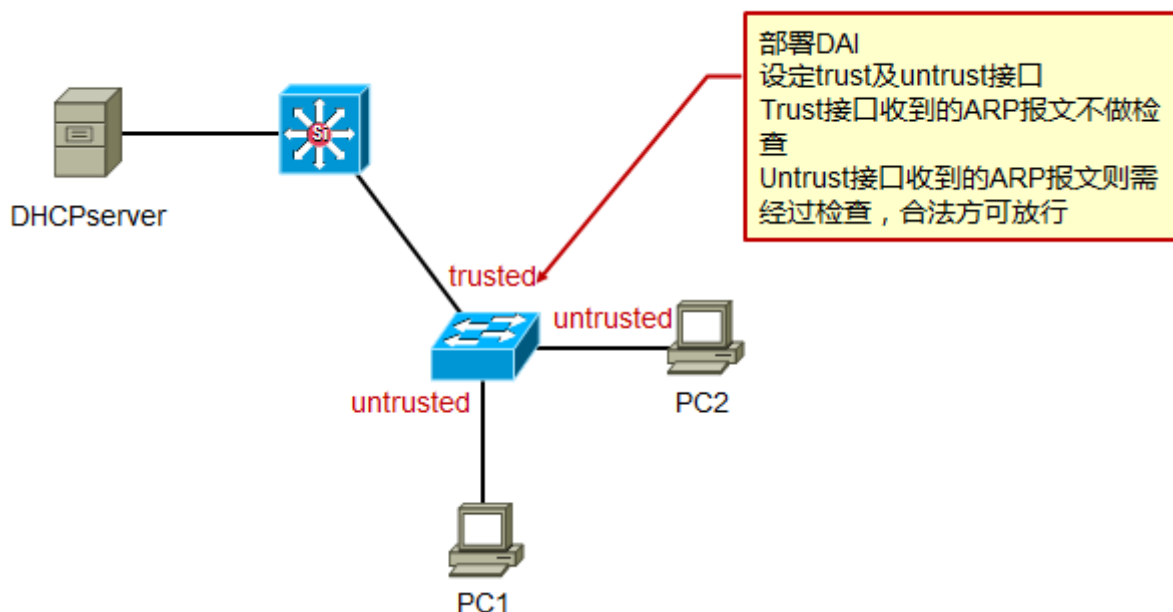 部署DAI
设定trust及untrust接口
Trust接口收到的ARP报文不做检
查
Untrust接口收到的ARP报文则需
经过检查，合法方可放行
Si
DHCPserver
trusted
untrusted
untrusted
PC2
PC1